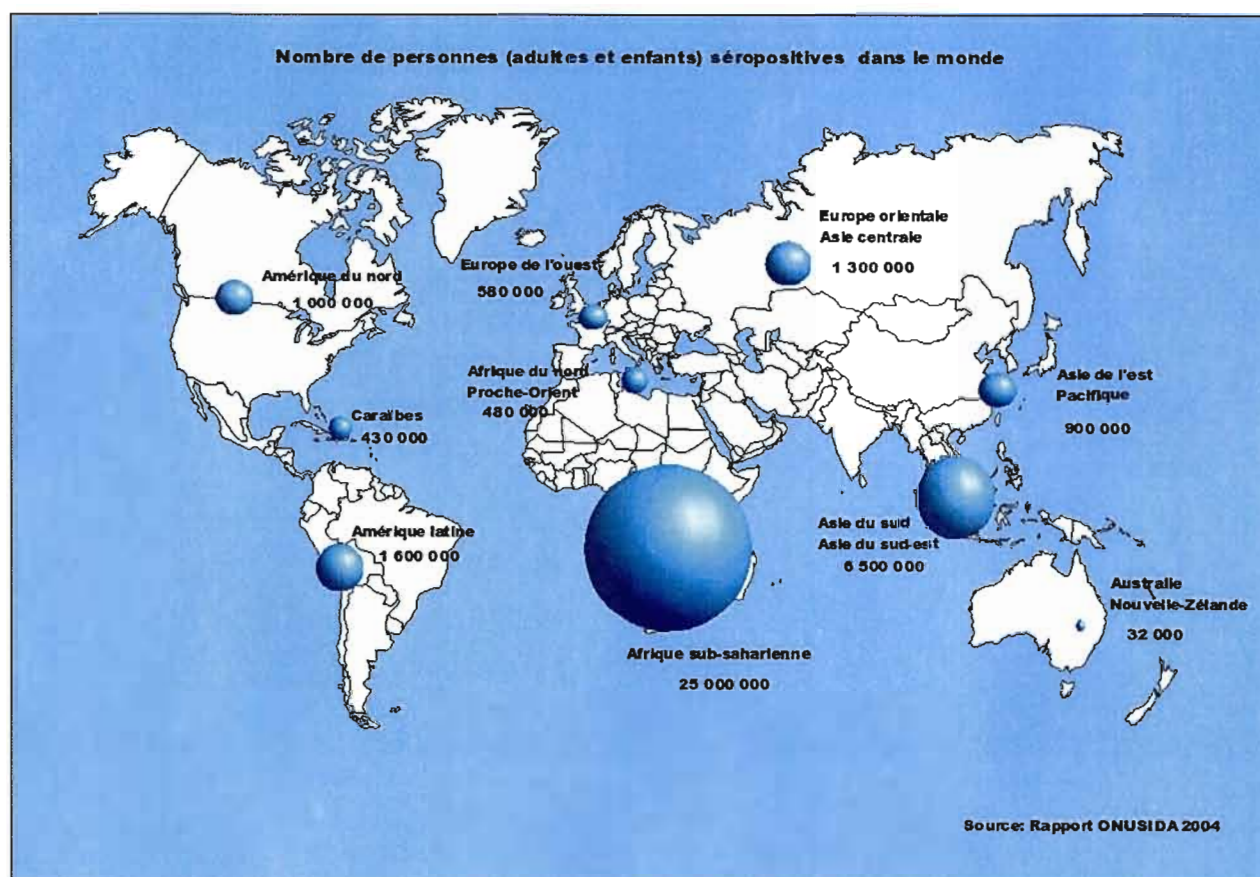 Nombre de personnes (adultes et enfants) séropositives dans le monde
Europe orientale
Asie centrale
1 300 000
Europe de l'ouest
580 000
Amérique du nord
1 000 000
Afrique du nord
Proche-Orient
480 000
Asie de l'est
Pacifique
900 000
Caraïbes
430 000
Amérique latine
1 600 000
Asie du sud
Asie du sud-est
6 500 000
Australie
Nouvelle-Zélande
32 000
Afrique sub-saharienne
25 000 000
Source: Rapport ONUSIDA 2004